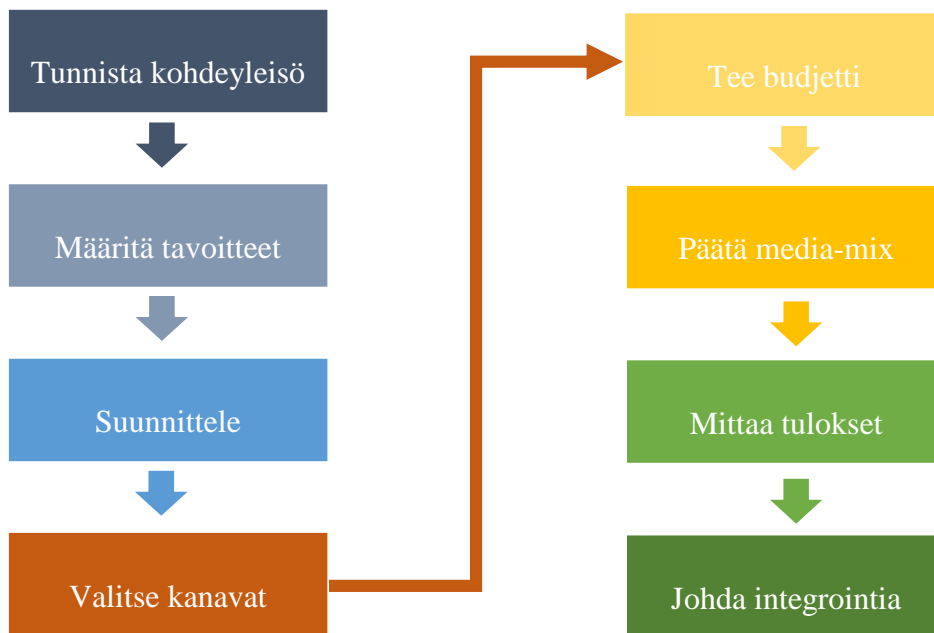 Tunnista kohdeyleisö
Määritä tavoitteet
Suunnittele
Valitse kanavat
Tee budjetti
Päätä media-mix
Mittaa tulokset
Johda integrointia